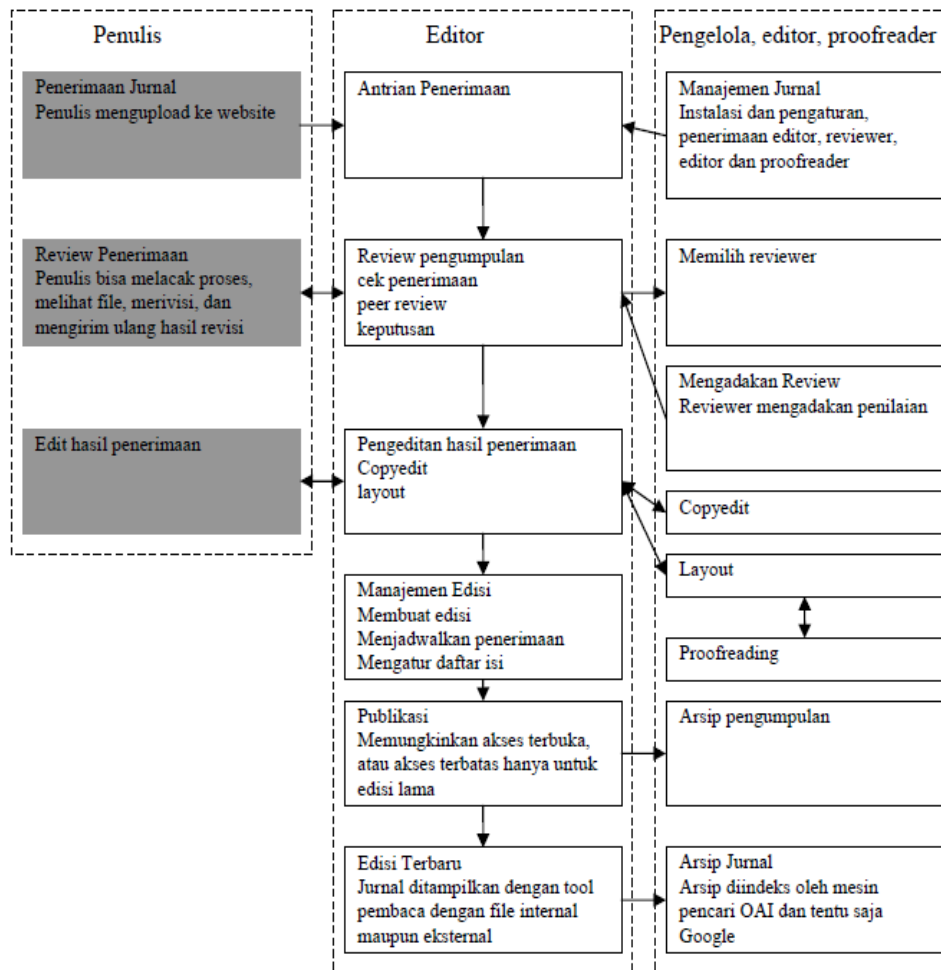 Penulis
Editor
Pengelola, editor, proofreader
Penerimaan Jurnal
Penulis mengupload ke website
Antrian Penerimaan
Manajemen Jurnal
Instalasi dan pengaturan,
penerimaan editor, reviewer,
editor dan proofreader
Review Penerimaan
Penulis bisa melacak proses,
melihat file, merivisi, dan
mengirim ulang hasil revisi
Review pengumpulan
cek penerimaan
peer review
keputusan
Memilih reviewer
Mengadakan Review
Reviewer mengadakan penilaian
Edit hasil penerimaan
Pengeditan hasil penerimaan
Copyedit
layout
Copyedit
Layout
Proofreading
Manajemen Edisi
Membuat edisi
Menjadwalkan penerimaan
Mengatur daftar isi
Publikasi
Memungkinkan akses terbuka,
atau akses terbatas hanya untuk
edisi lama
Arsip pengumpulan
Edisi Terbaru
Jurnal ditampilkan dengan tool
pembaca dengan file internal
maupun eksternal
Arsip Jurnal
Arsip diindeks oleh mesin
pencari OAI dan tentu saja
Google